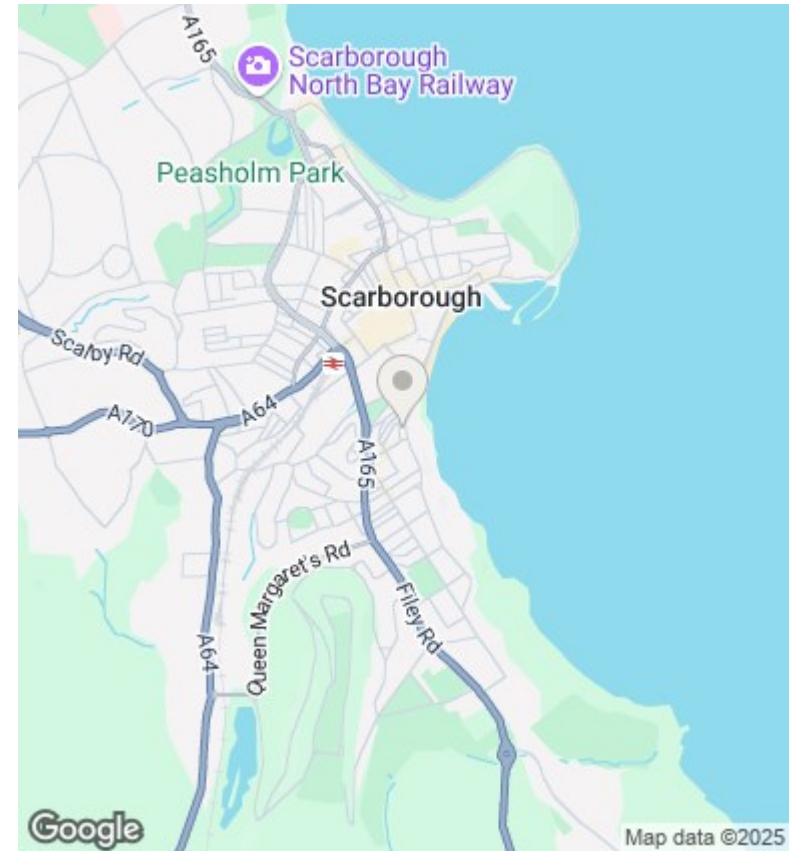 A165
Scarborough
North Bay Railway
Peasholm Park
Scarborough
Scalby Rd
A64
A170
A165
Queen Margaret's Rd
Filey Rd
A64
Google
Map data ©2025